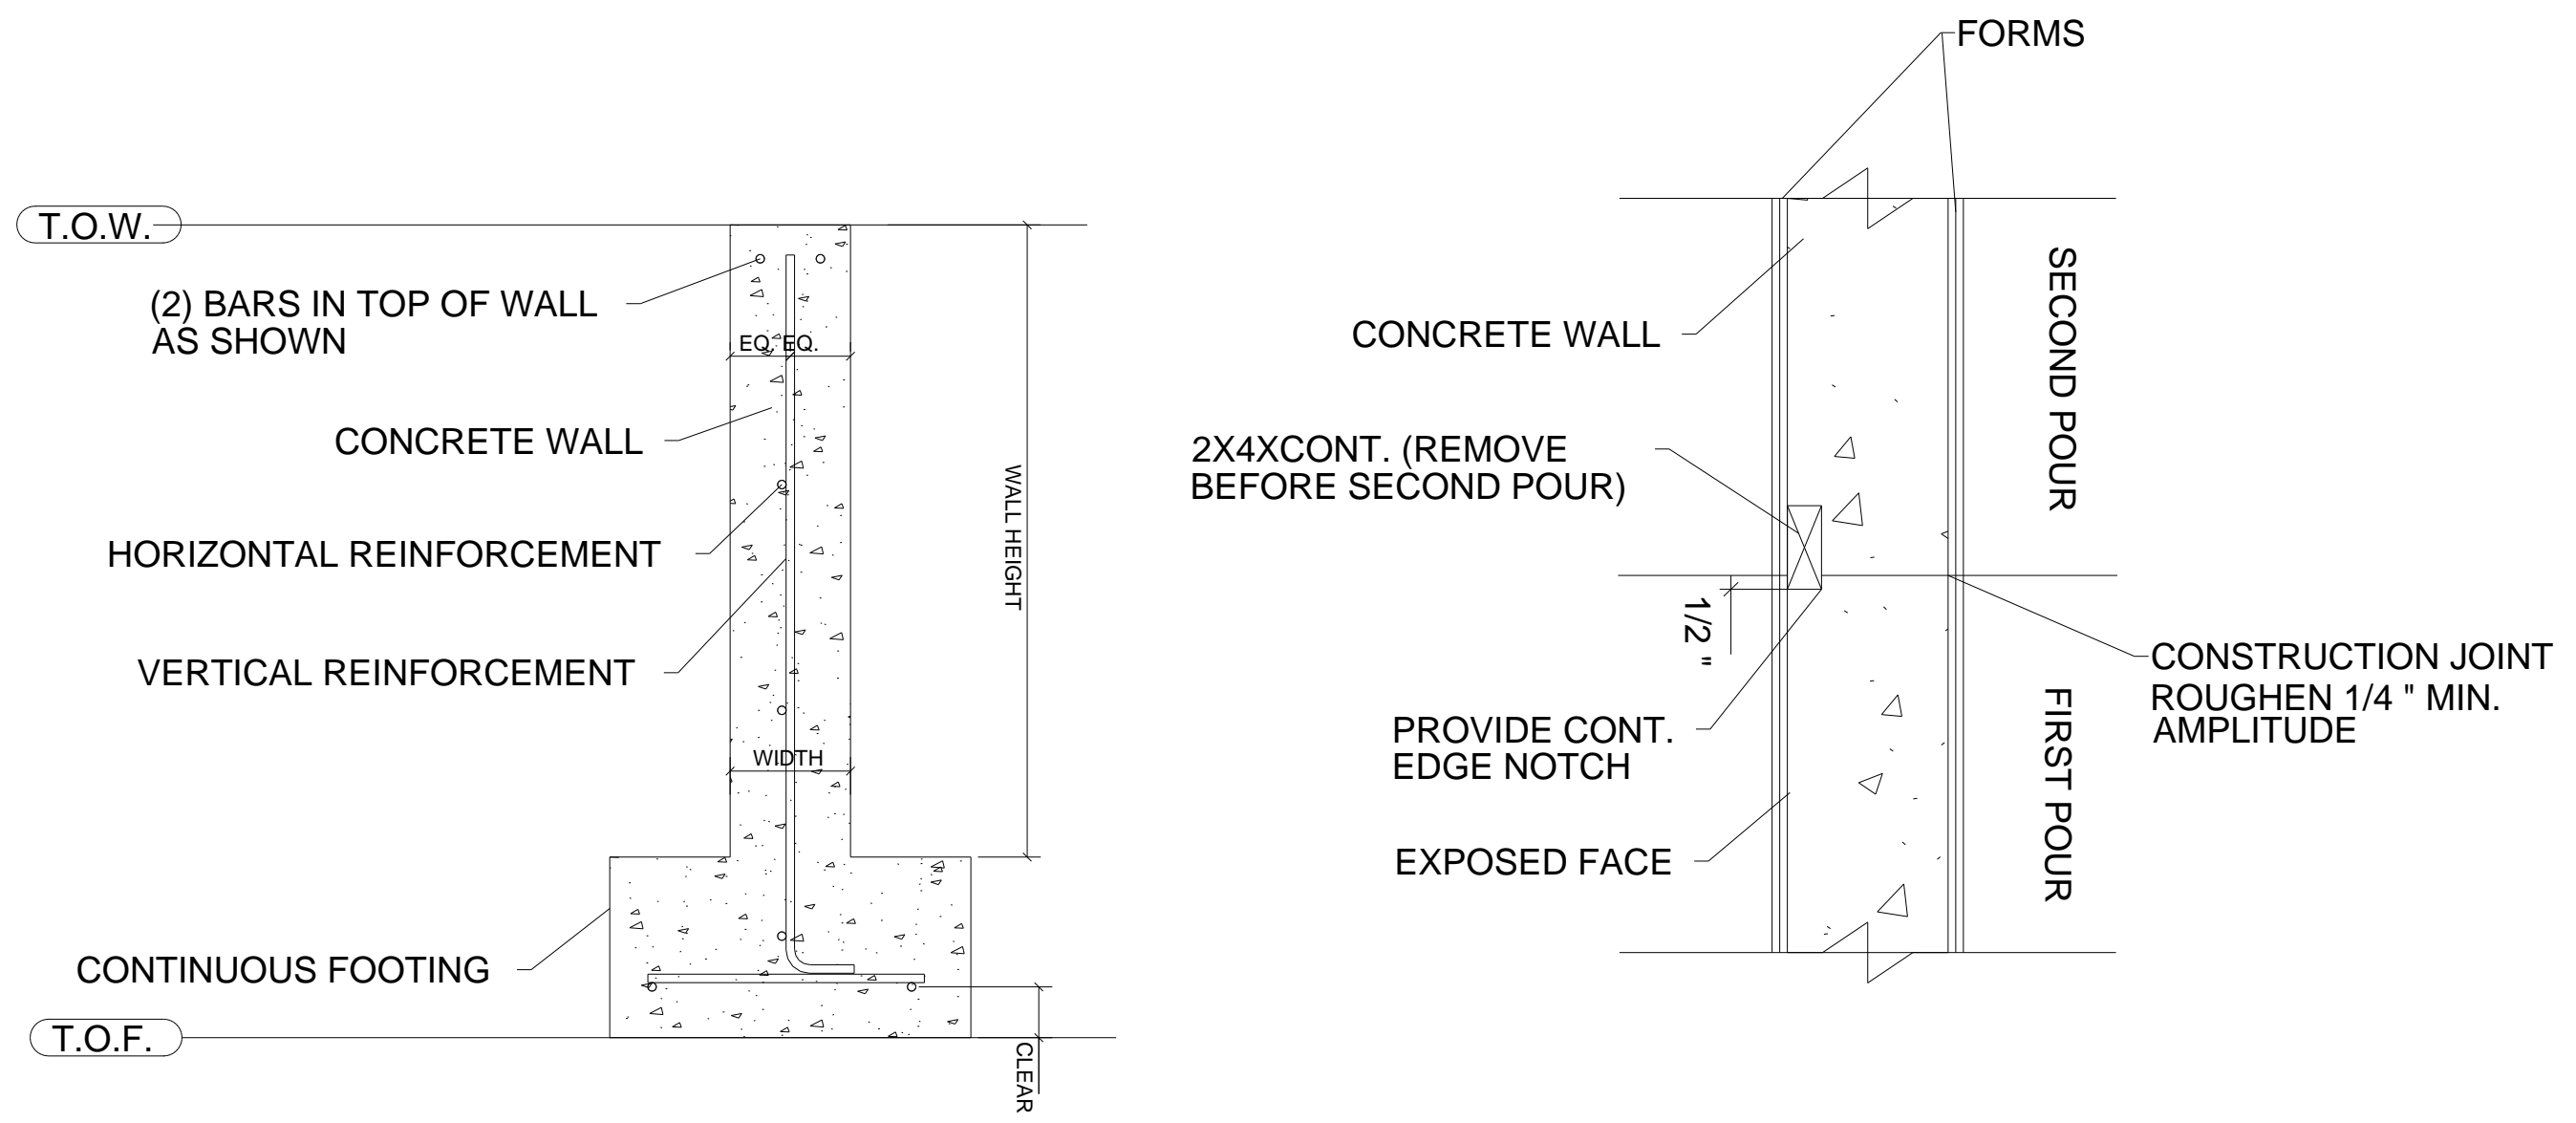 T.O.W.
(2) BARS IN TOP OF WALL
AS SHOWN
EQ. EQ.
CONCRETE WALL
HORIZONTAL REINFORCEMENT
VERTICAL REINFORCEMENT
WALL HEIGHT
WIDTH
CONTINUOUS FOOTING
T.O.F.
CLEAR
FORMS
CONCRETE WALL
SECOND POUR
2X4XCONT. (REMOVE
BEFORE SECOND POUR)
1/2 "
PROVIDE CONT.
EDGE NOTCH
EXPOSED FACE
FIRST POUR
CONSTRUCTION JOINT
ROUGHEN 1/4 " MIN.
AMPLITUDE